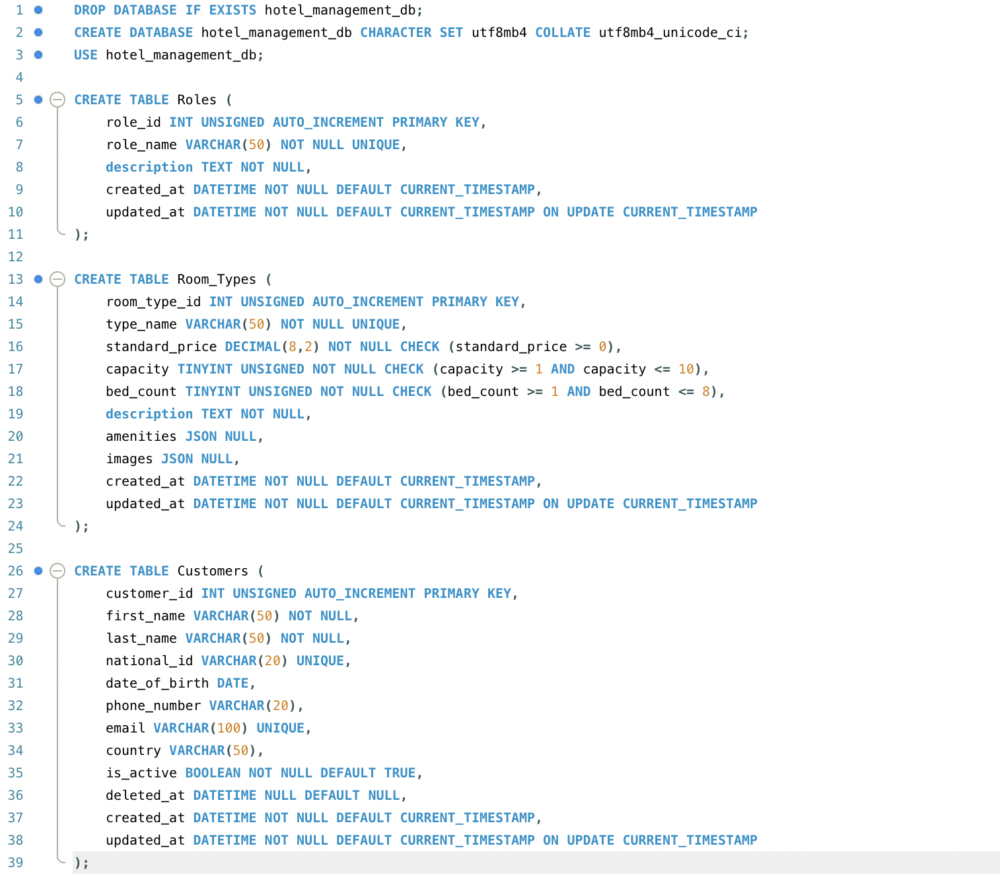 1 DROP DATABASE IF EXISTS hotel_management_db;
2 CREATE DATABASE hotel_management_db CHARACTER SET utf8mb4 COLLATE utf8mb4_unicode_ci;
3 USE hotel_management_db;
4
5 CREATE TABLE Roles (
6     role_id INT UNSIGNED AUTO_INCREMENT PRIMARY KEY,
7     role_name VARCHAR(50) NOT NULL UNIQUE,
8     description TEXT NOT NULL,
9     created_at DATETIME NOT NULL DEFAULT CURRENT_TIMESTAMP,
10     updated_at DATETIME NOT NULL DEFAULT CURRENT_TIMESTAMP ON UPDATE CURRENT_TIMESTAMP
11 );
12
13 CREATE TABLE Room_Types (
14     room_type_id INT UNSIGNED AUTO_INCREMENT PRIMARY KEY,
15     type_name VARCHAR(50) NOT NULL UNIQUE,
16     standard_price DECIMAL(8,2) NOT NULL CHECK (standard_price >= 0),
17     capacity TINYINT UNSIGNED NOT NULL CHECK (capacity >= 1 AND capacity <= 10),
18     bed_count TINYINT UNSIGNED NOT NULL CHECK (bed_count >= 1 AND bed_count <= 8),
19     description TEXT NOT NULL,
20     amenities JSON NULL,
21     images JSON NULL,
22     created_at DATETIME NOT NULL DEFAULT CURRENT_TIMESTAMP,
23     updated_at DATETIME NOT NULL DEFAULT CURRENT_TIMESTAMP ON UPDATE CURRENT_TIMESTAMP
24 );
25
26 CREATE TABLE Customers (
27     customer_id INT UNSIGNED AUTO_INCREMENT PRIMARY KEY,
28     first_name VARCHAR(50) NOT NULL,
29     last_name VARCHAR(50) NOT NULL,
30     national_id VARCHAR(20) UNIQUE,
31     date_of_birth DATE,
32     phone_number VARCHAR(20),
33     email VARCHAR(100) UNIQUE,
34     country VARCHAR(50),
35     is_active BOOLEAN NOT NULL DEFAULT TRUE,
36     deleted_at DATETIME NULL DEFAULT NULL,
37     created_at DATETIME NOT NULL DEFAULT CURRENT_TIMESTAMP,
38     updated_at DATETIME NOT NULL DEFAULT CURRENT_TIMESTAMP ON UPDATE CURRENT_TIMESTAMP
39 );